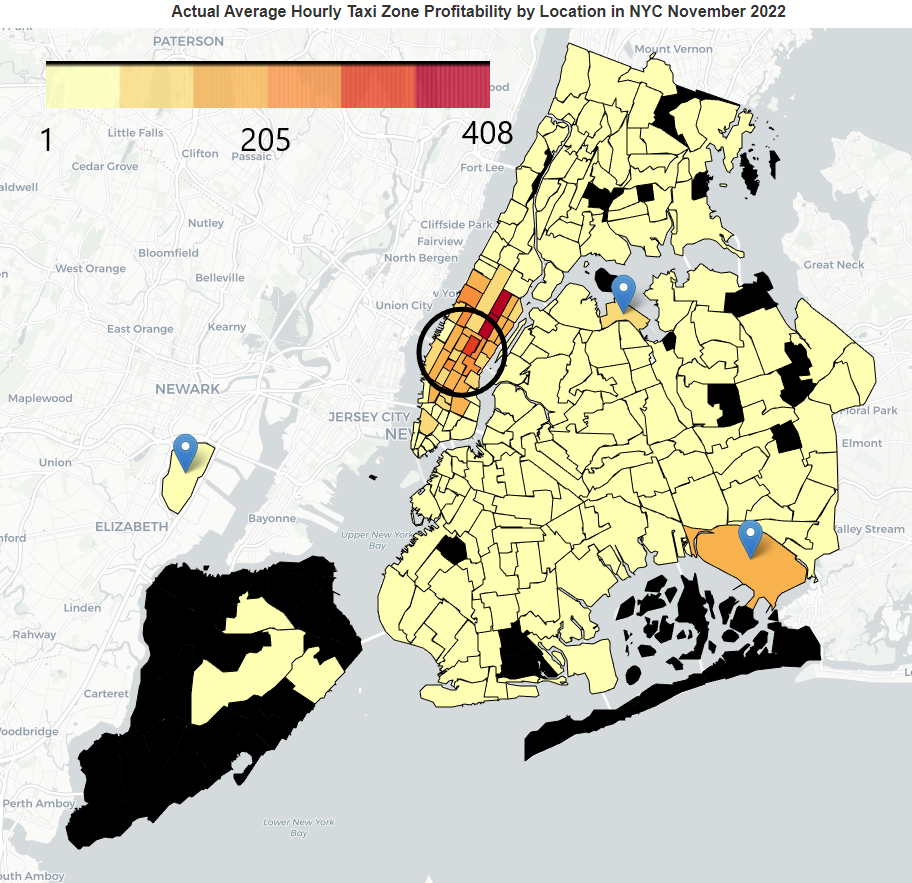 Actual Average Hourly Taxi Zone Profitability by Location in NYC November 2022
PATERSON
Mount Vernon
1
205
408
Little Falls
Clifton
Passaic
Cedar Grove
Fort Lee
aldwell
Nutley
Cliffside Park
Fairview
Bloomfield
North Bergen
West Orange
Belleville
Great Neck
Union City
East Orange
Kearny
NEWARK
Maplewood
JERSEY CITY
NE
Floral Park
Elmont
Union
ELIZABETH
Bayonne
Valley Stream
Upper New York
Bay
Linden
Rahway
Carteret
oodbridge
Perth Amboy
Lower New York
Bay
outh Amboy